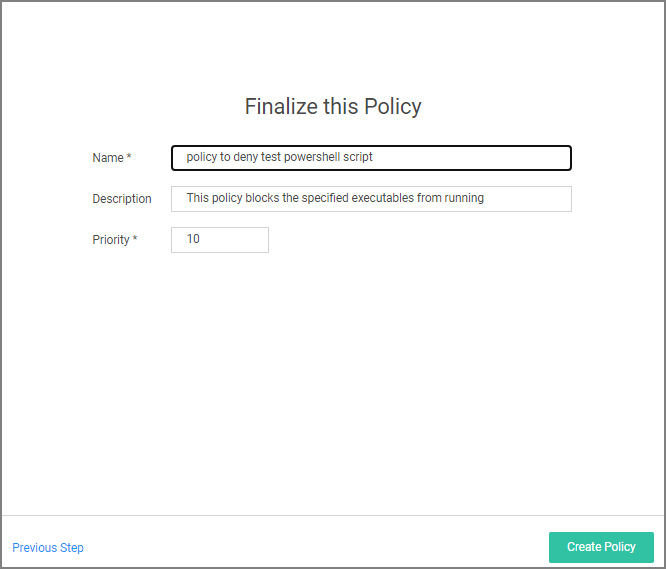 Finalize this Policy
Name * policy to deny test powershell script
Description This policy blocks the specified executables from running
Priority * 10
Previous Step Create Policy